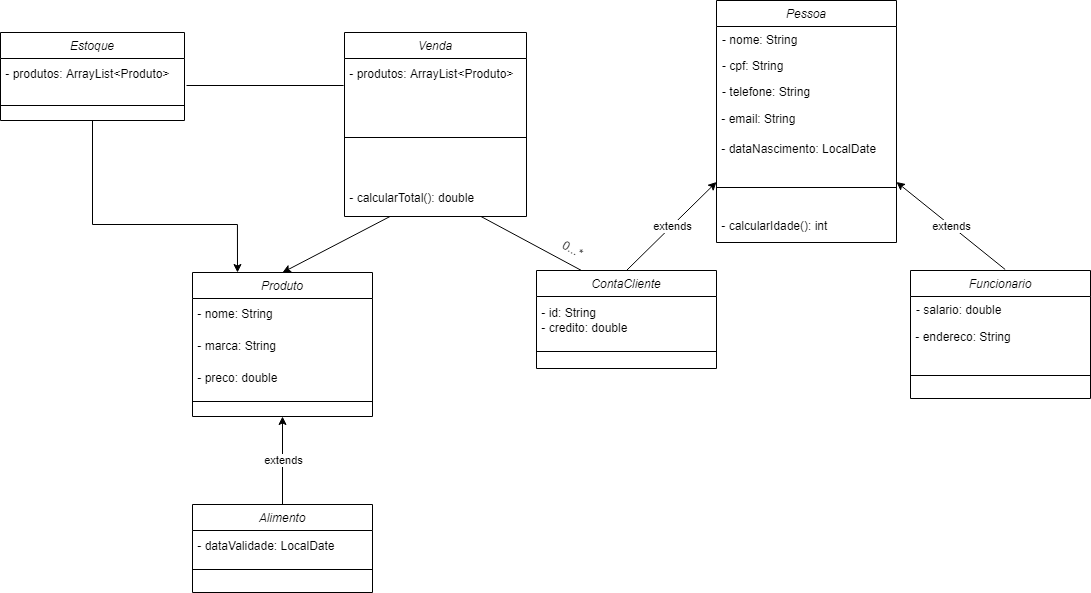 Estoque
- produtos: ArrayList<Produto>
Venda
- produtos: ArrayList<Produto>
- calcularTotal(): double
Pessoa
- nome: String
- cpf: String
- telefone: String
- email: String
- dataNascimento: LocalDate
- calcularIdade(): int
0...*
extends
extends
Produto
- nome: String
- marca: String
- preco: double
ContaCliente
- id: String
- credito: double
Funcionario
- salario: double
- endereco: String
extends
Alimento
- dataValidade: LocalDate